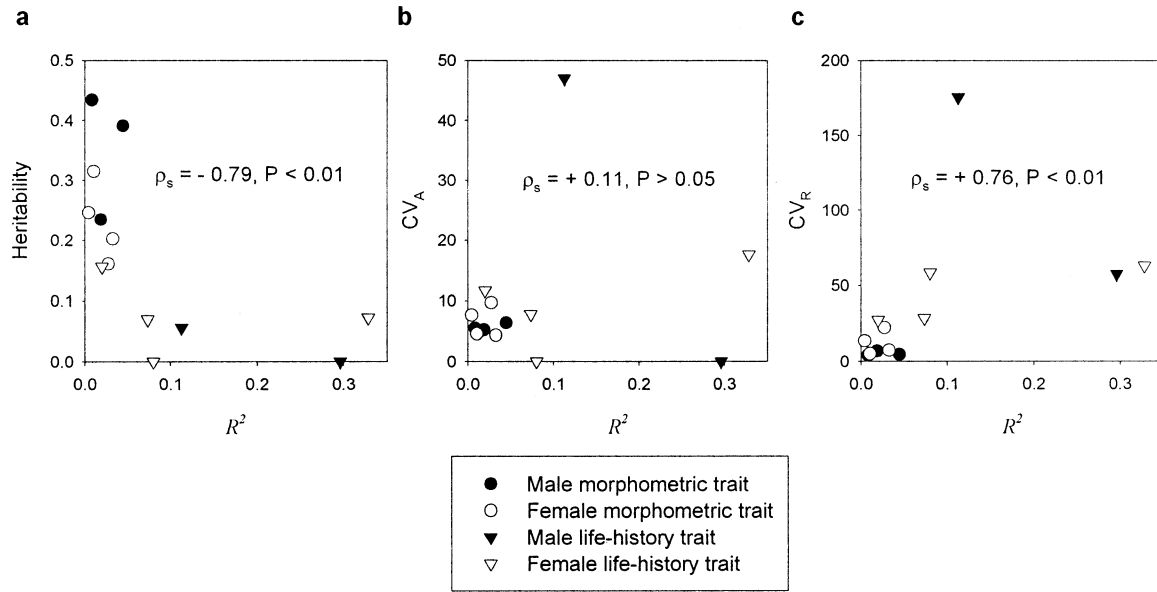 a
b
c
0.5
0.4
0.3
0.2
0.1
0.0
Heritability
ρs = - 0.79, P < 0.01
0.0 0.1 0.2 0.3
R2
50
40
30
20
10
0
CVA
ρs = + 0.11, P > 0.05
0.0 0.1 0.2 0.3
R2
200
150
100
50
0
CVR
ρs = + 0.76, P < 0.01
0.0 0.1 0.2 0.3
R2
Male morphometric trait
Female morphometric trait
Male life-history trait
Female life-history trait